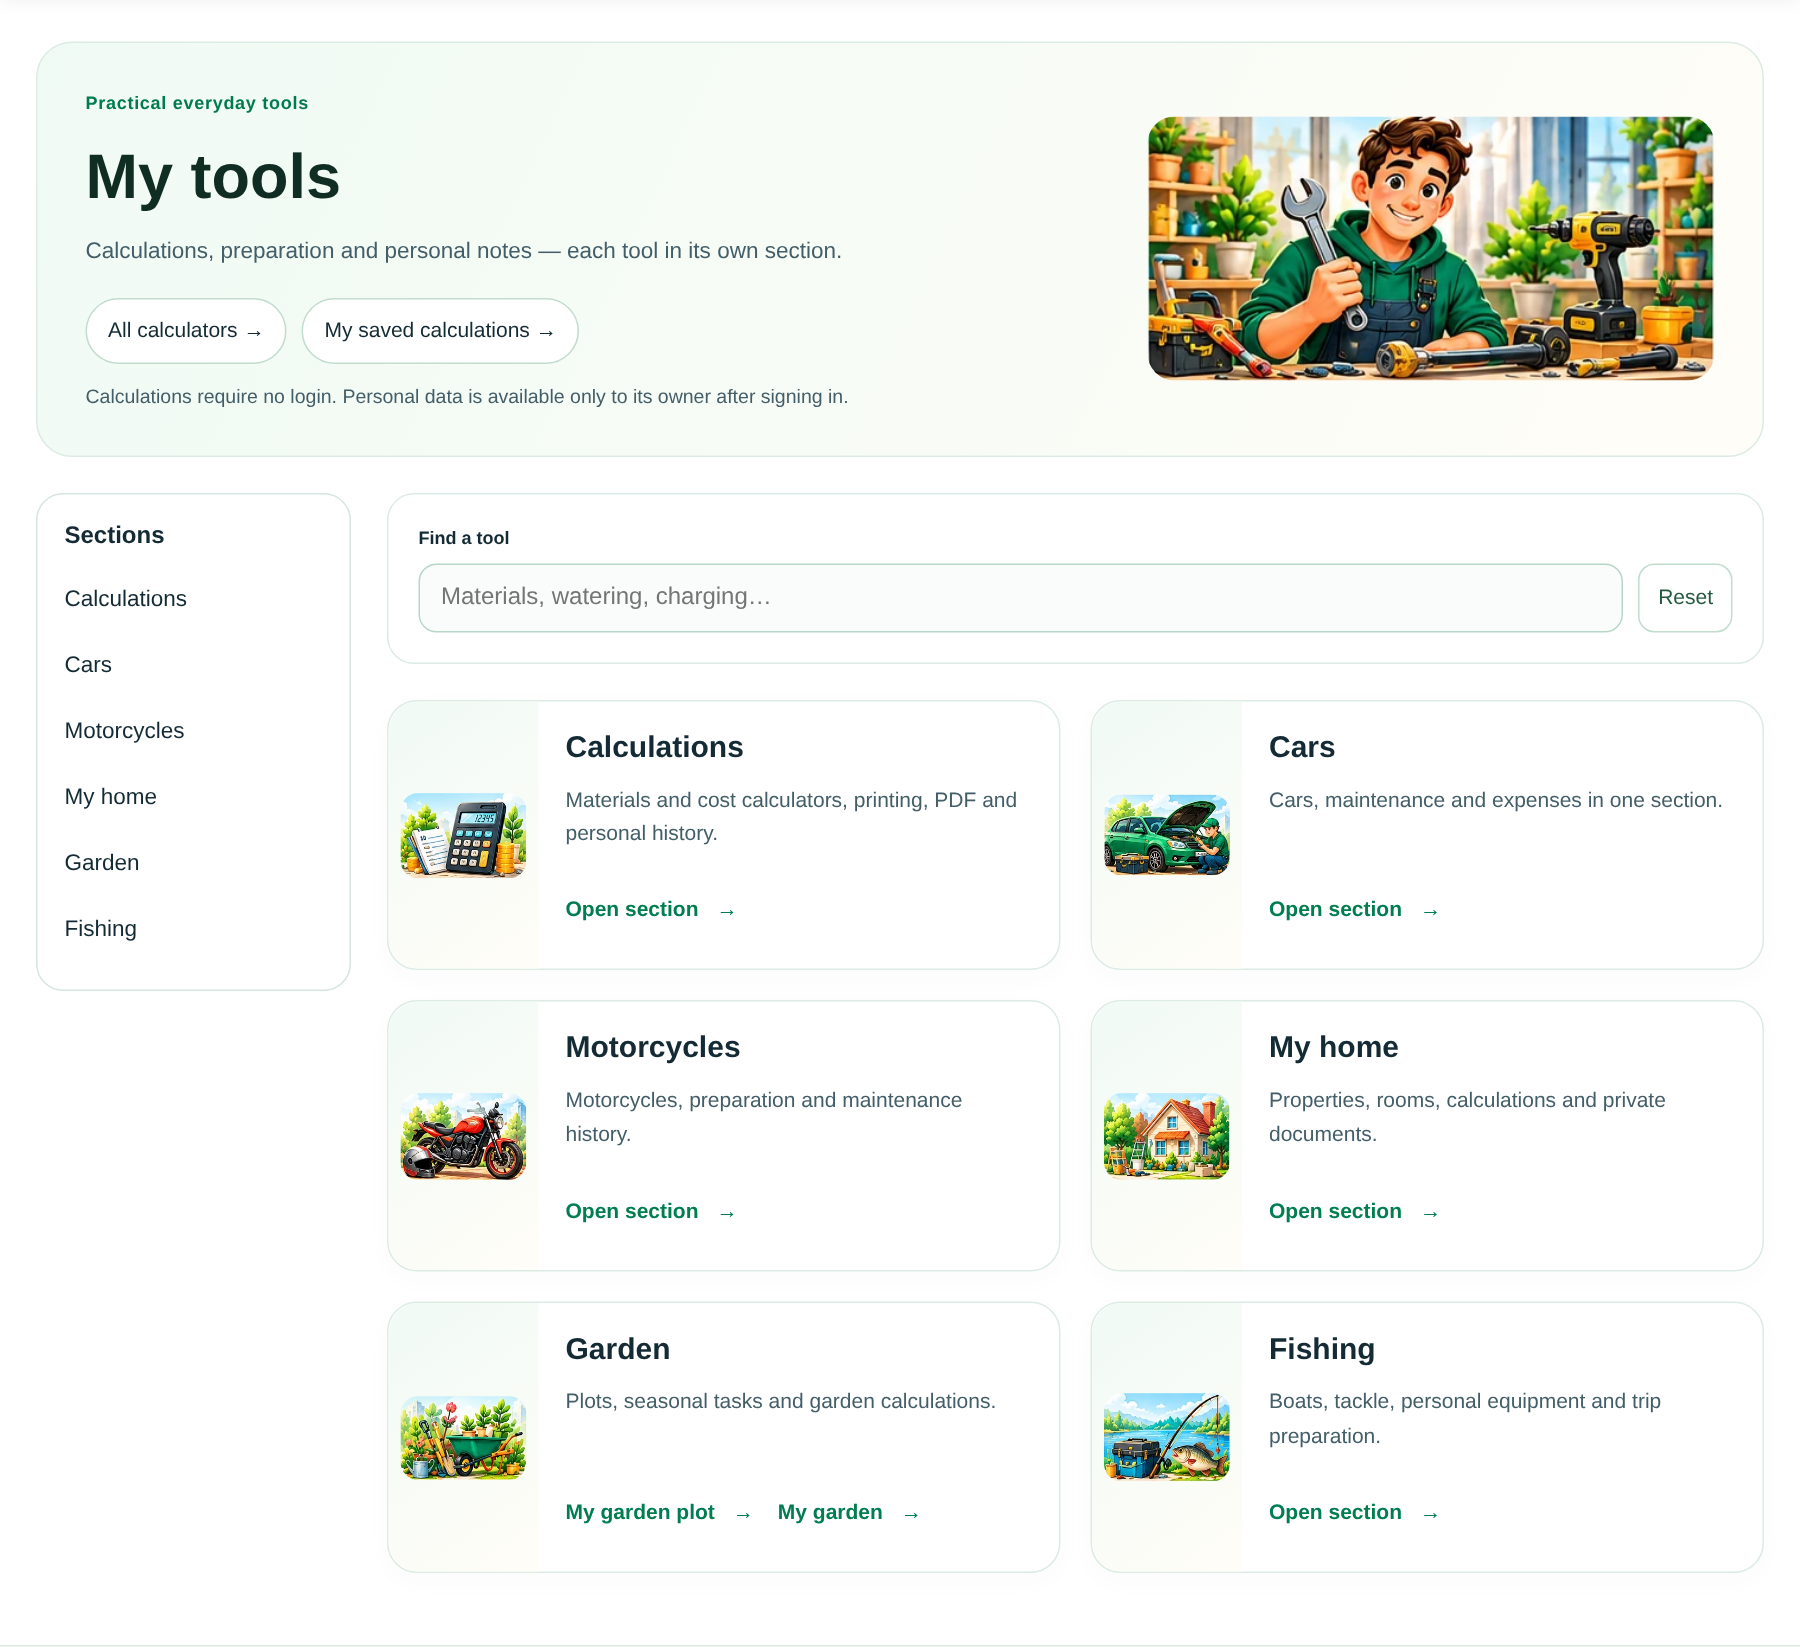 Practical everyday tools
My tools
Calculations, preparation and personal notes — each tool in its own section.
All calculators →
My saved calculations →
Calculations require no login. Personal data is available only to its owner after signing in.
Sections
Calculations
Cars
Motorcycles
My home
Garden
Fishing
Find a tool
Materials, watering, charging…
Reset
Calculations
Materials and cost calculators, printing, PDF and
personal history.
Open section →
Cars
Cars, maintenance and expenses in one section.
Open section →
Motorcycles
Motorcycles, preparation and maintenance
history.
Open section →
My home
Properties, rooms, calculations and private
documents.
Open section →
Garden
Plots, seasonal tasks and garden calculations.
My garden plot → My garden →
Fishing
Boats, tackle, personal equipment and trip
preparation.
Open section →